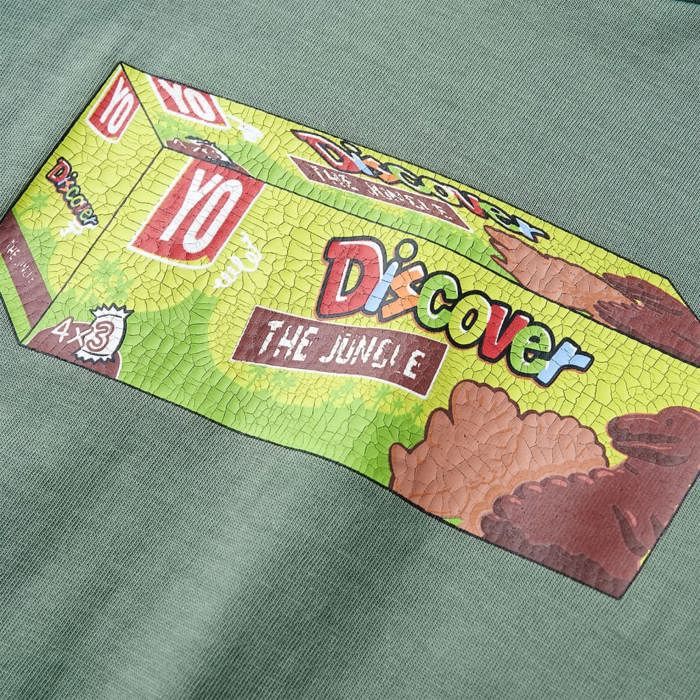 YO
YO
Discover
THE JUNGLE
Discover
YO
Discover
THE JUNGLE
4x3